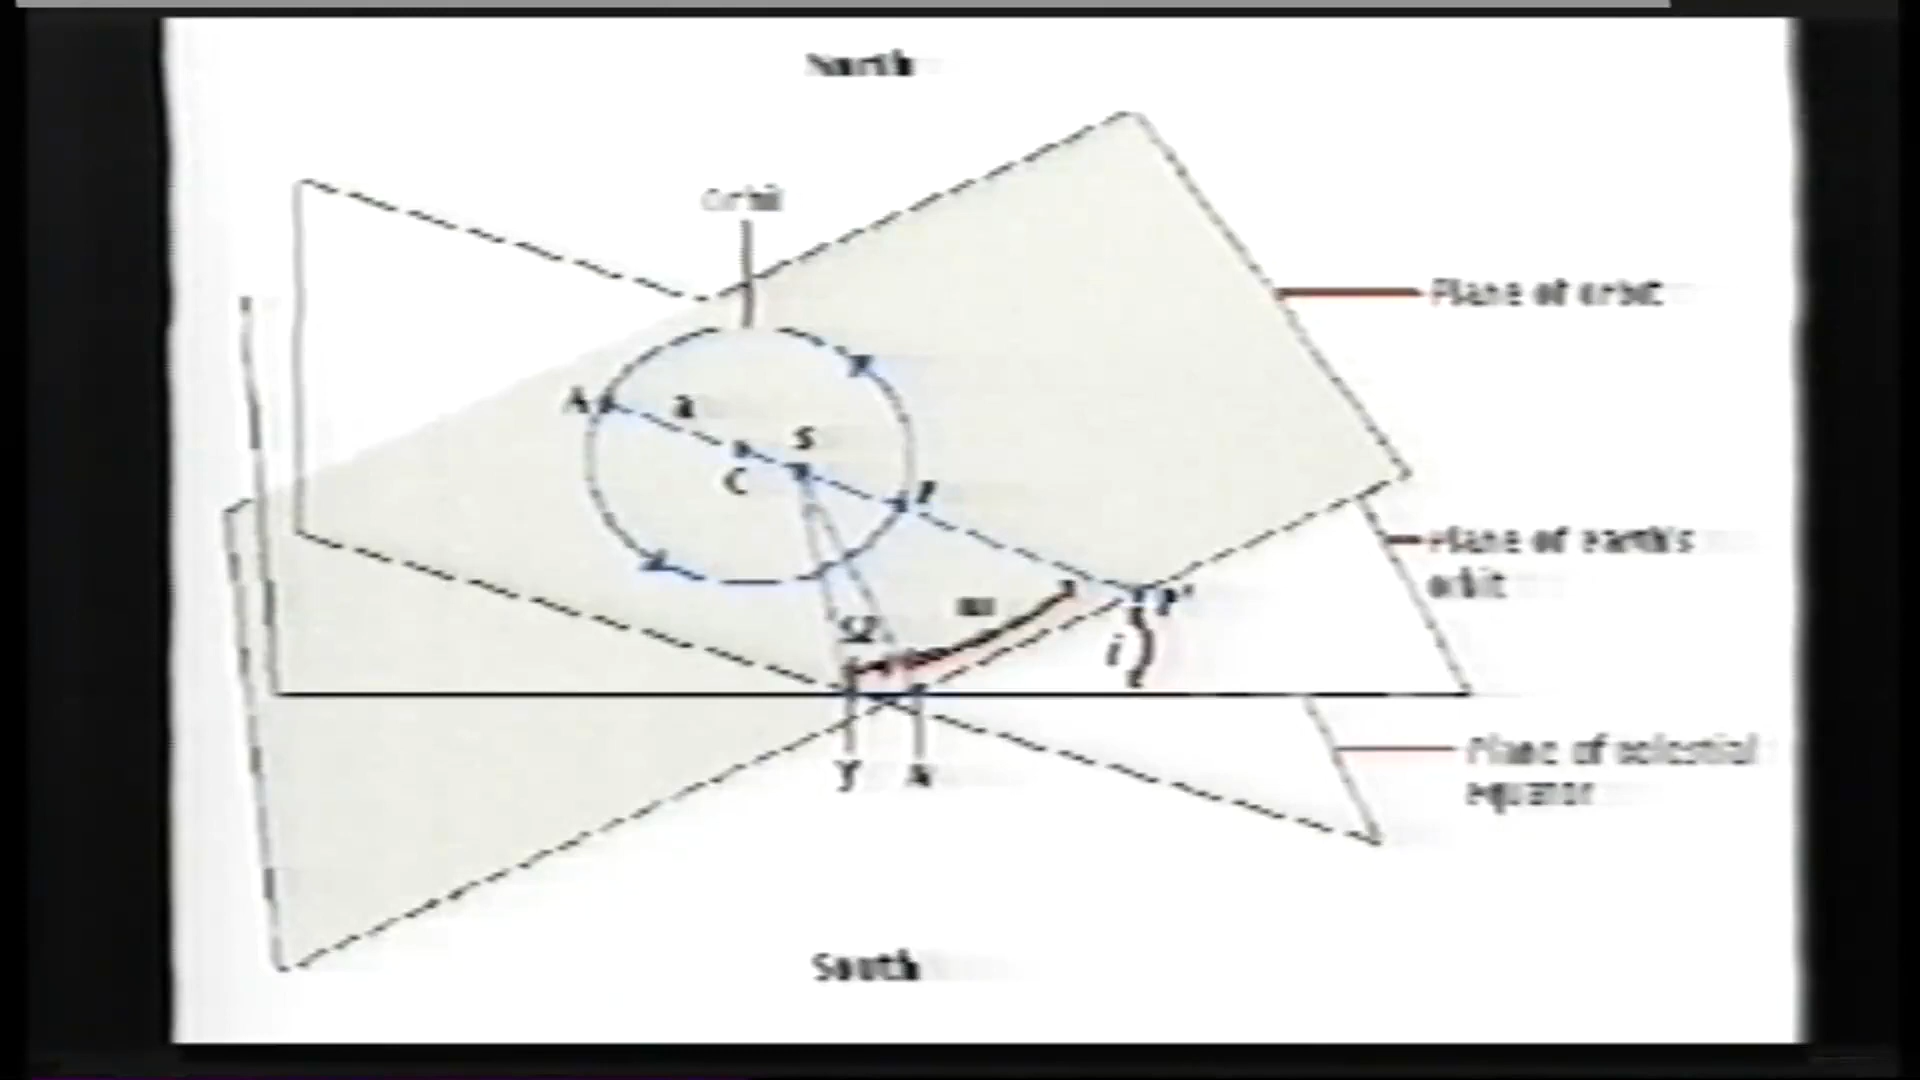 North
Orbit
Plane of orbit
A
a
S
C
P
Plane of earth's
orbit
ω
Ω
P'
i
Plane of celestial
equator
South